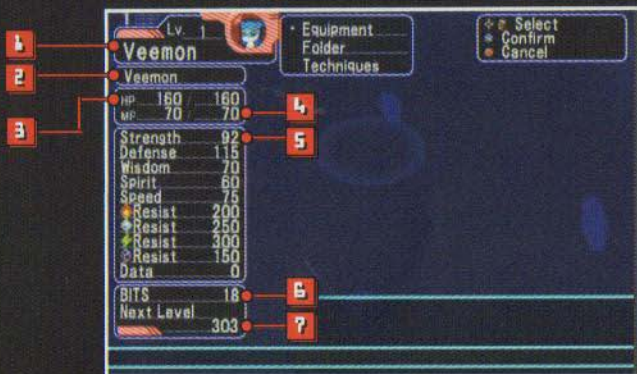 Lv. 1
Veemon
Veemon
HP 160 / 160
MP 70 / 70
Strength 92
Defense 115
Wisdom 70
Spirit 60
Speed 75
Resist 200
Resist 250
Resist 300
Resist 150
Data 0
BITS 18
Next Level
303
Equipment
Folder
Techniques
Select
Confirm
Cancel
1
2
3
4
5
6
7